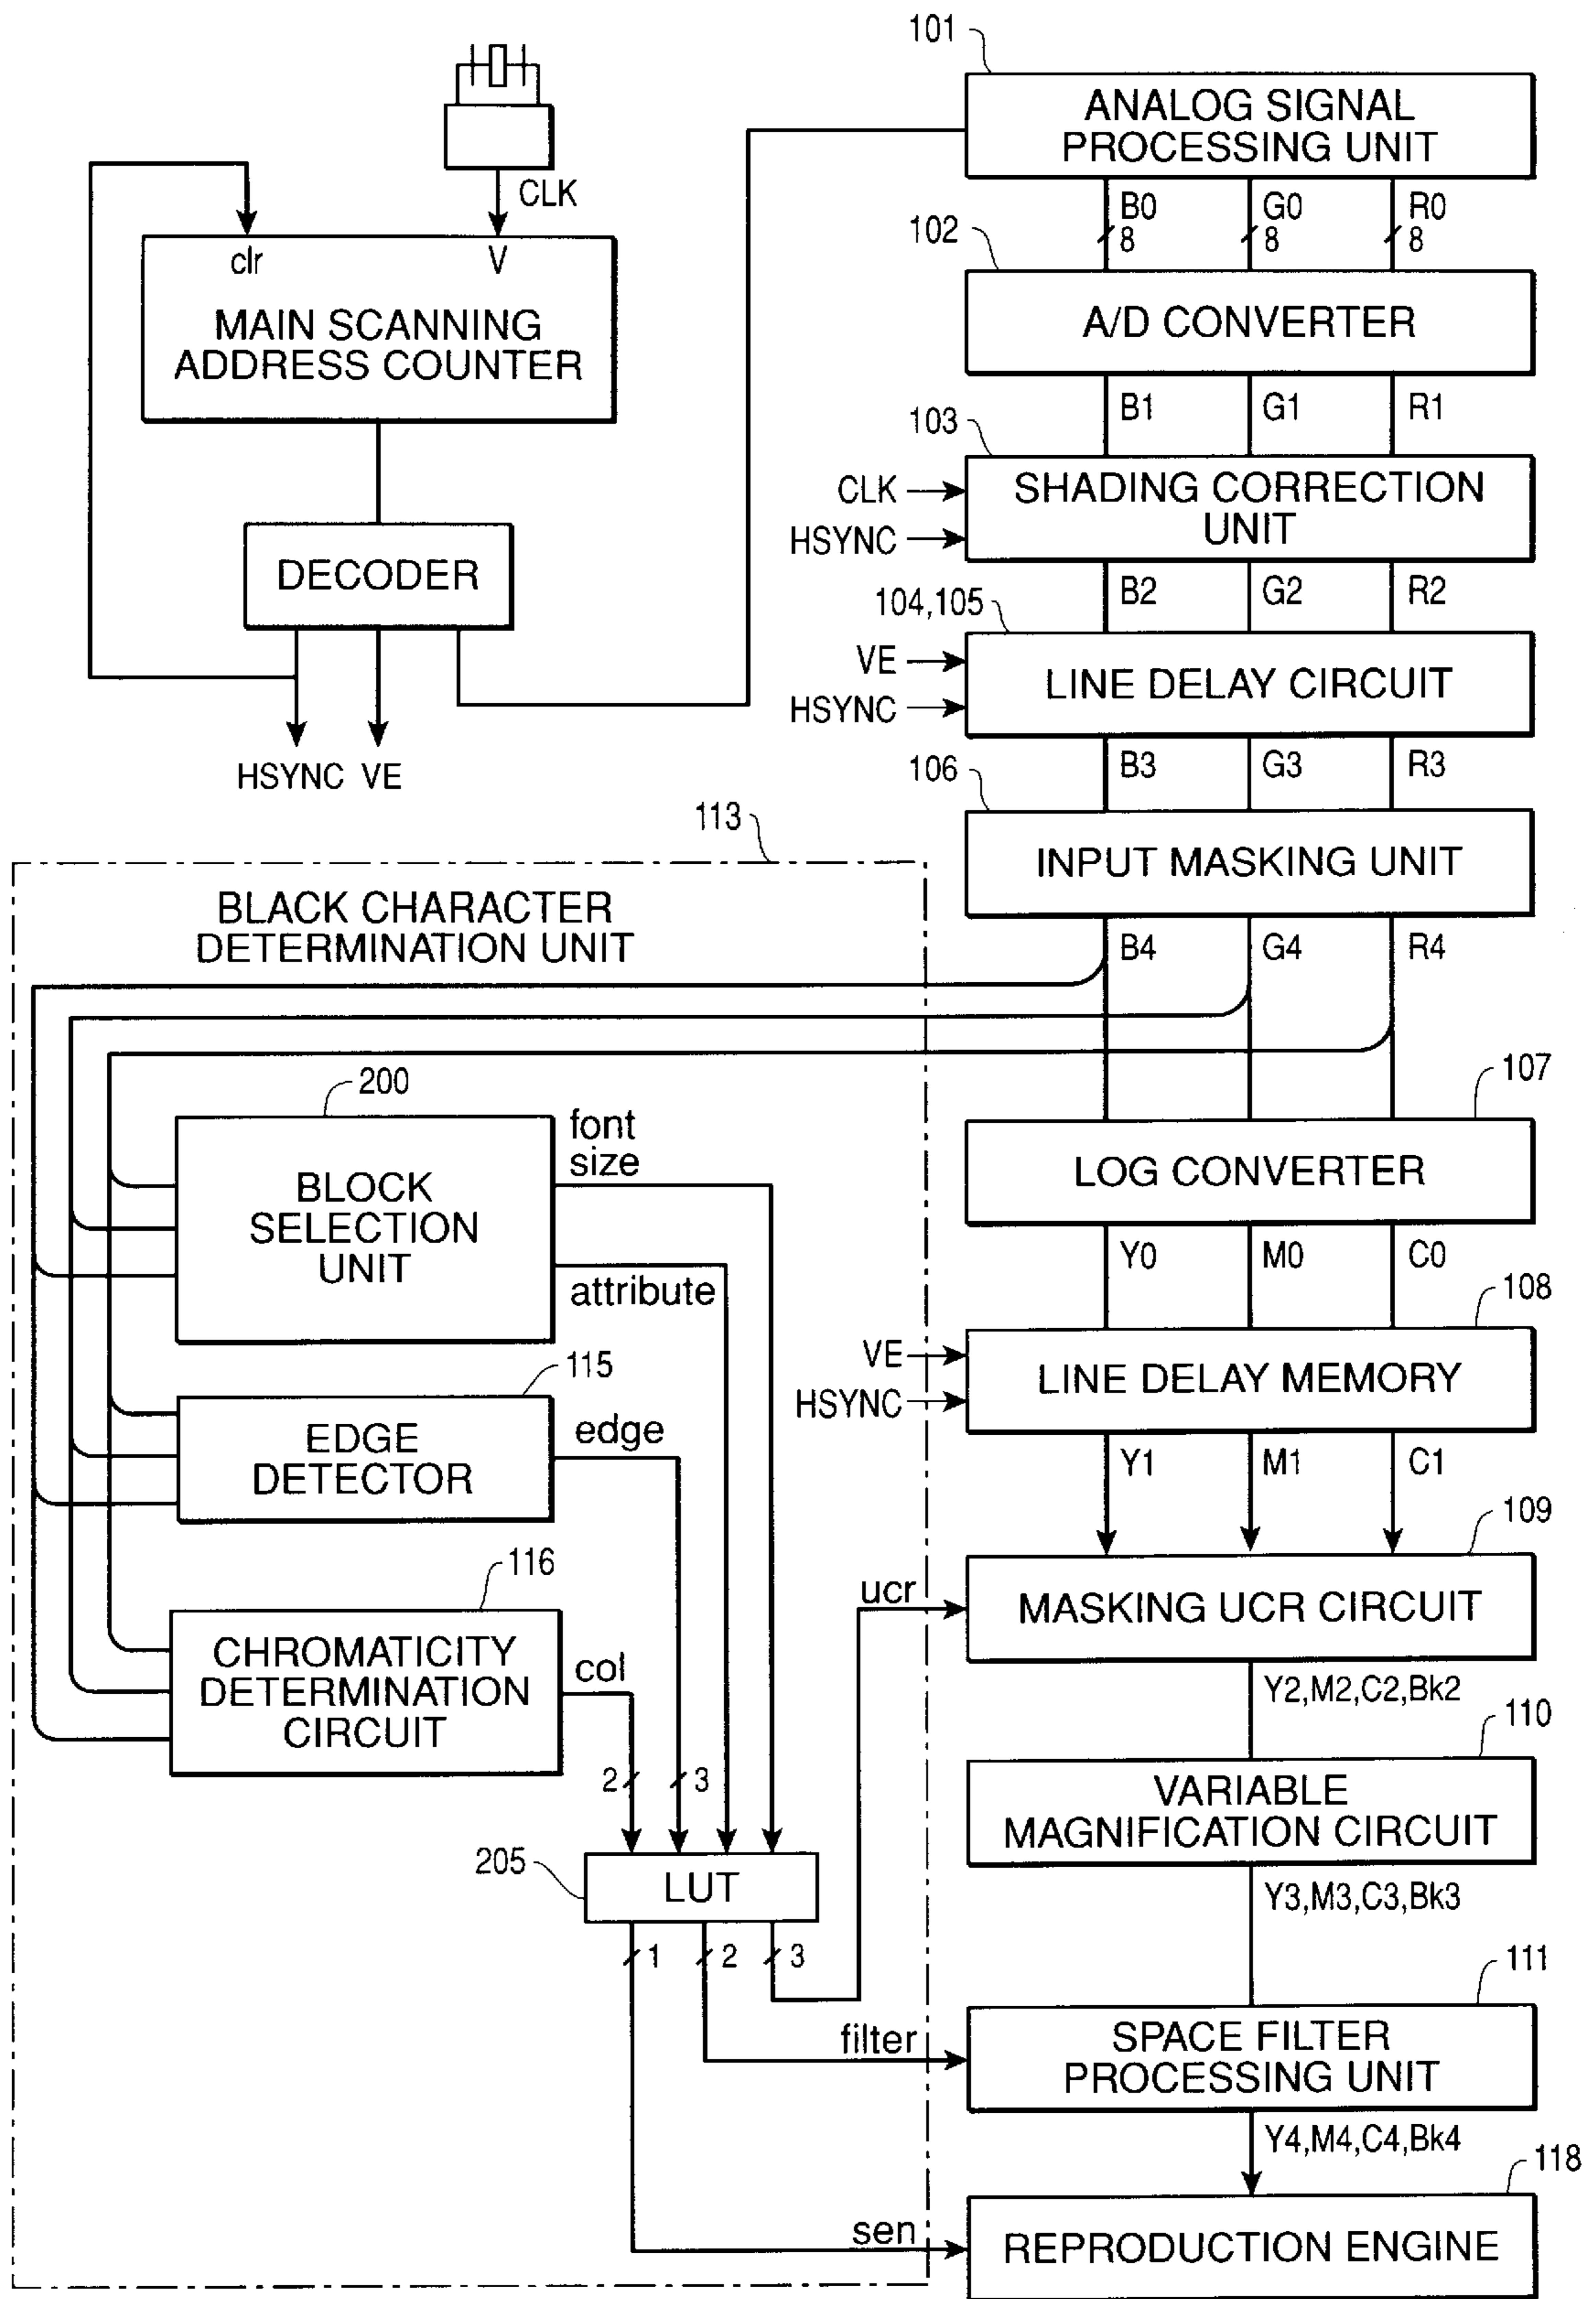 101
ANALOG SIGNAL
PROCESSING UNIT
CLK
B0
8
G0
8
R0
8
clr
V
MAIN SCANNING
ADDRESS COUNTER
102
A/D CONVERTER
B1
G1
R1
103
CLK
HSYNC
SHADING CORRECTION
UNIT
DECODER
B2
G2
R2
104,105
VE
HSYNC
LINE DELAY CIRCUIT
HSYNC
VE
B3
G3
R3
106
INPUT MASKING UNIT
113
BLACK CHARACTER
DETERMINATION UNIT
B4
G4
R4
200
BLOCK
SELECTION
UNIT
font
size
attribute
107
LOG CONVERTER
Y0
M0
C0
108
VE
HSYNC
LINE DELAY MEMORY
115
EDGE
DETECTOR
edge
Y1
M1
C1
109
ucr
MASKING UCR CIRCUIT
116
CHROMATICITY
DETERMINATION
CIRCUIT
col
Y2,M2,C2,Bk2
110
VARIABLE
MAGNIFICATION CIRCUIT
2
3
205
LUT
Y3,M3,C3,Bk3
1
2
3
111
filter
SPACE FILTER
PROCESSING UNIT
Y4,M4,C4,Bk4
118
sen
REPRODUCTION ENGINE